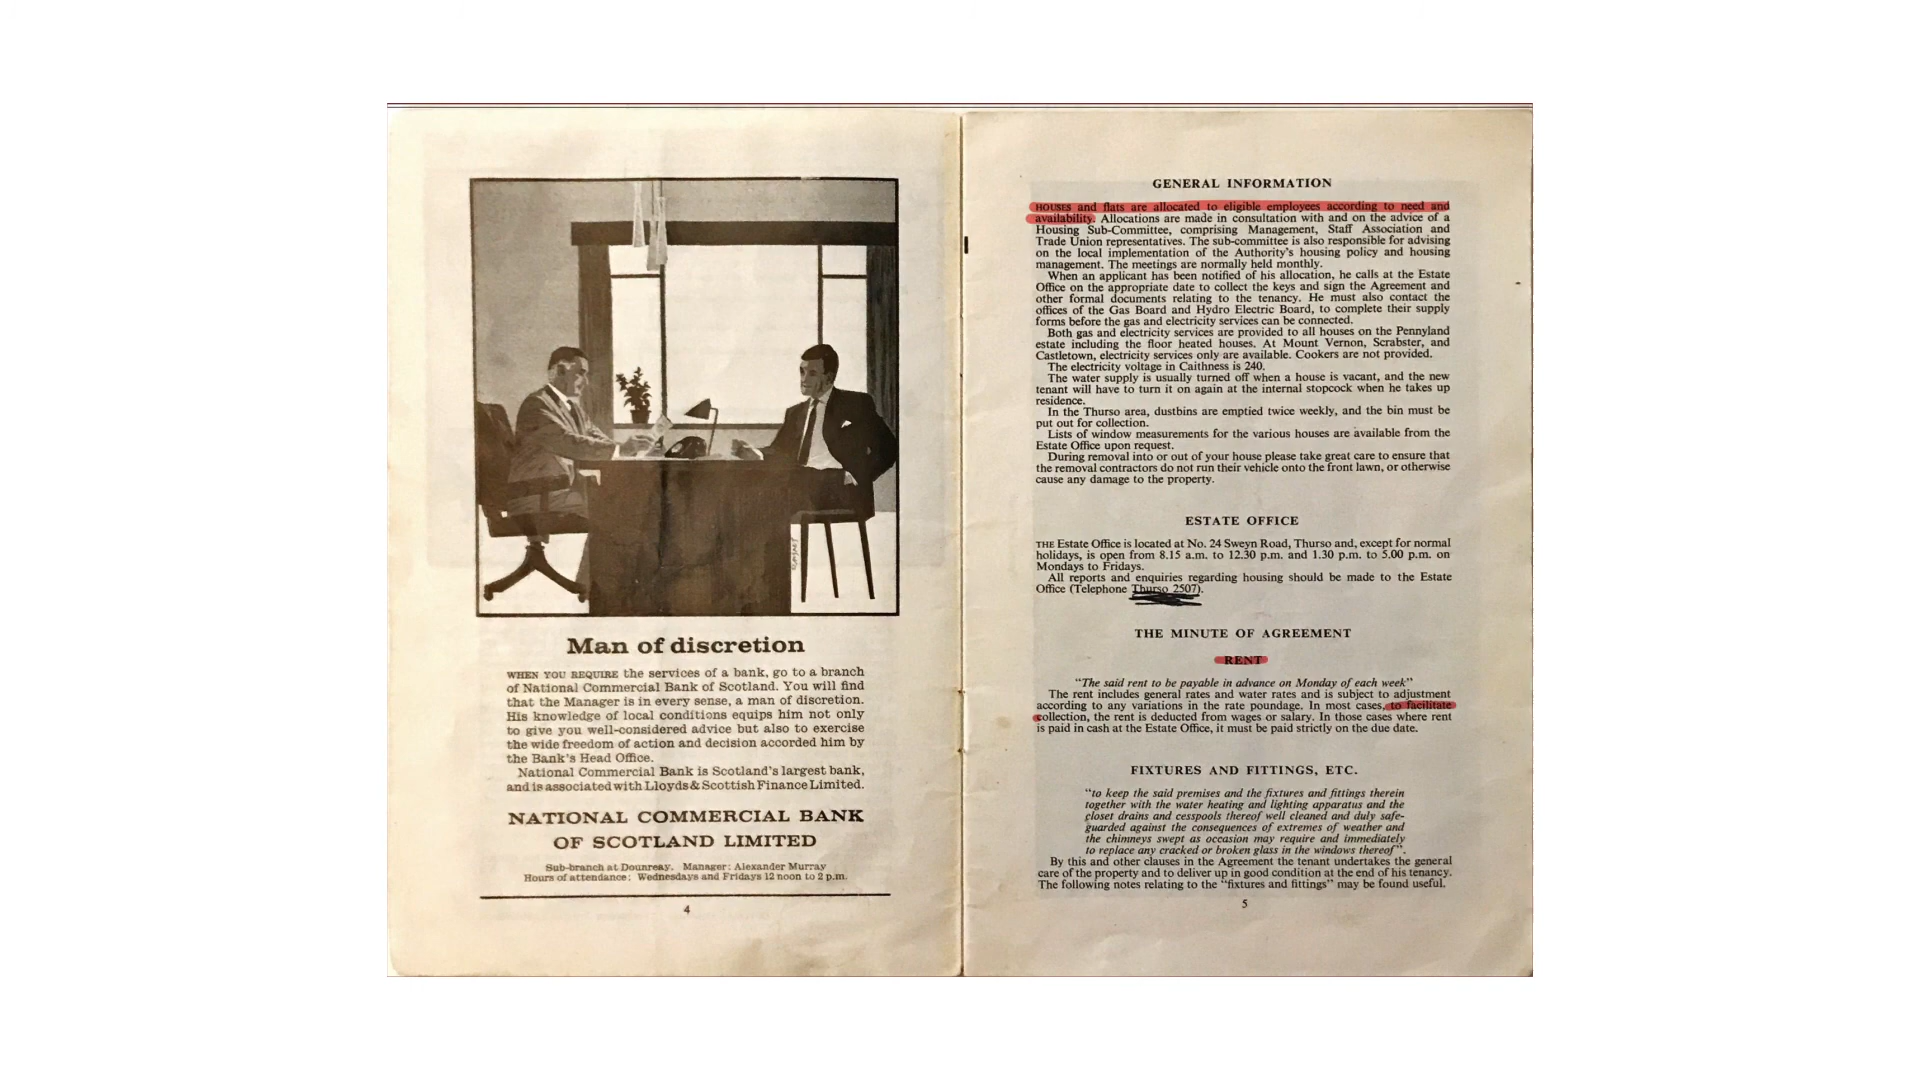 Man of discretion
WHEN YOU REQUIRE the services of a bank, go to a branch
of National Commercial Bank of Scotland. You will find
that the Manager is in every sense, a man of discretion.
His knowledge of local conditions equips him not only
to give you well-considered advice but also to exercise
the wide freedom of action and decision accorded him by
the Bank's Head Office.
National Commercial Bank is Scotland's largest bank,
and is associated with Lloyds & Scottish Finance Limited.
NATIONAL COMMERCIAL BANK
OF SCOTLAND LIMITED
Sub-branch at Dounreay. Manager: Alexander Murray
Hours of attendance: Wednesdays and Fridays 12 noon to 2 p.m.
4
GENERAL INFORMATION
HOUSES and flats are allocated to eligible employees according to need and
availability. Allocations are made in consultation with and on the advice of a
Housing Sub-Committee, comprising Management, Staff Association and
Trade Union representatives. The sub-committee is also responsible for advising
on the local implementation of the Authority's housing policy and housing
management. The meetings are normally held monthly.
When an applicant has been notified of his allocation, he calls at the Estate
Office on the appropriate date to collect the keys and sign the Agreement and
other formal documents relating to the tenancy. He must also contact the
offices of the Gas Board and Hydro Electric Board, to complete their supply
forms before the gas and electricity services can be connected.
Both gas and electricity services are provided to all houses on the Pennyland
estate including the floor heated houses. At Mount Vernon, Scrabster, and
Castletown, electricity services only are available. Cookers are not provided.
The electricity voltage in Caithness is 240.
The water supply is usually turned off when a house is vacant, and the new
tenant will have to turn it on again at the internal stopcock when he takes up
residence.
In the Thurso area, dustbins are emptied twice weekly, and the bin must be
put out for collection.
Lists of window measurements for the various houses are available from the
Estate Office upon request.
During removal into or out of your house please take great care to ensure that
the removal contractors do not run their vehicle onto the front lawn, or otherwise
cause any damage to the property.
ESTATE OFFICE
THE Estate Office is located at No. 24 Sweyn Road, Thurso and, except for normal
holidays, is open from 8.15 a.m. to 12.30 p.m. and 1.30 p.m. to 5.00 p.m. on
Mondays to Fridays.
All reports and enquiries regarding housing should be made to the Estate
Office (Telephone Thurso 2507).
THE MINUTE OF AGREEMENT
RENT
"The said rent to be payable in advance on Monday of each week"
The rent includes general rates and water rates and is subject to adjustment
according to any variations in the rate poundage. In most cases, to facilitate
collection, the rent is deducted from wages or salary. In those cases where rent
is paid in cash at the Estate Office, it must be paid strictly on the due date.
FIXTURES AND FITTINGS, ETC.
"to keep the said premises and the fixtures and fittings therein
together with the water heating and lighting apparatus and the
closet drains and cesspools thereof well cleaned and duly safe-
guarded against the consequences of extremes of weather and
the chimneys swept as occasion may require and immediately
to replace any cracked or broken glass in the windows thereof".
By this and other clauses in the Agreement the tenant undertakes the general
care of the property and to deliver up in good condition at the end of his tenancy.
The following notes relating to the "fixtures and fittings" may be found useful.
5